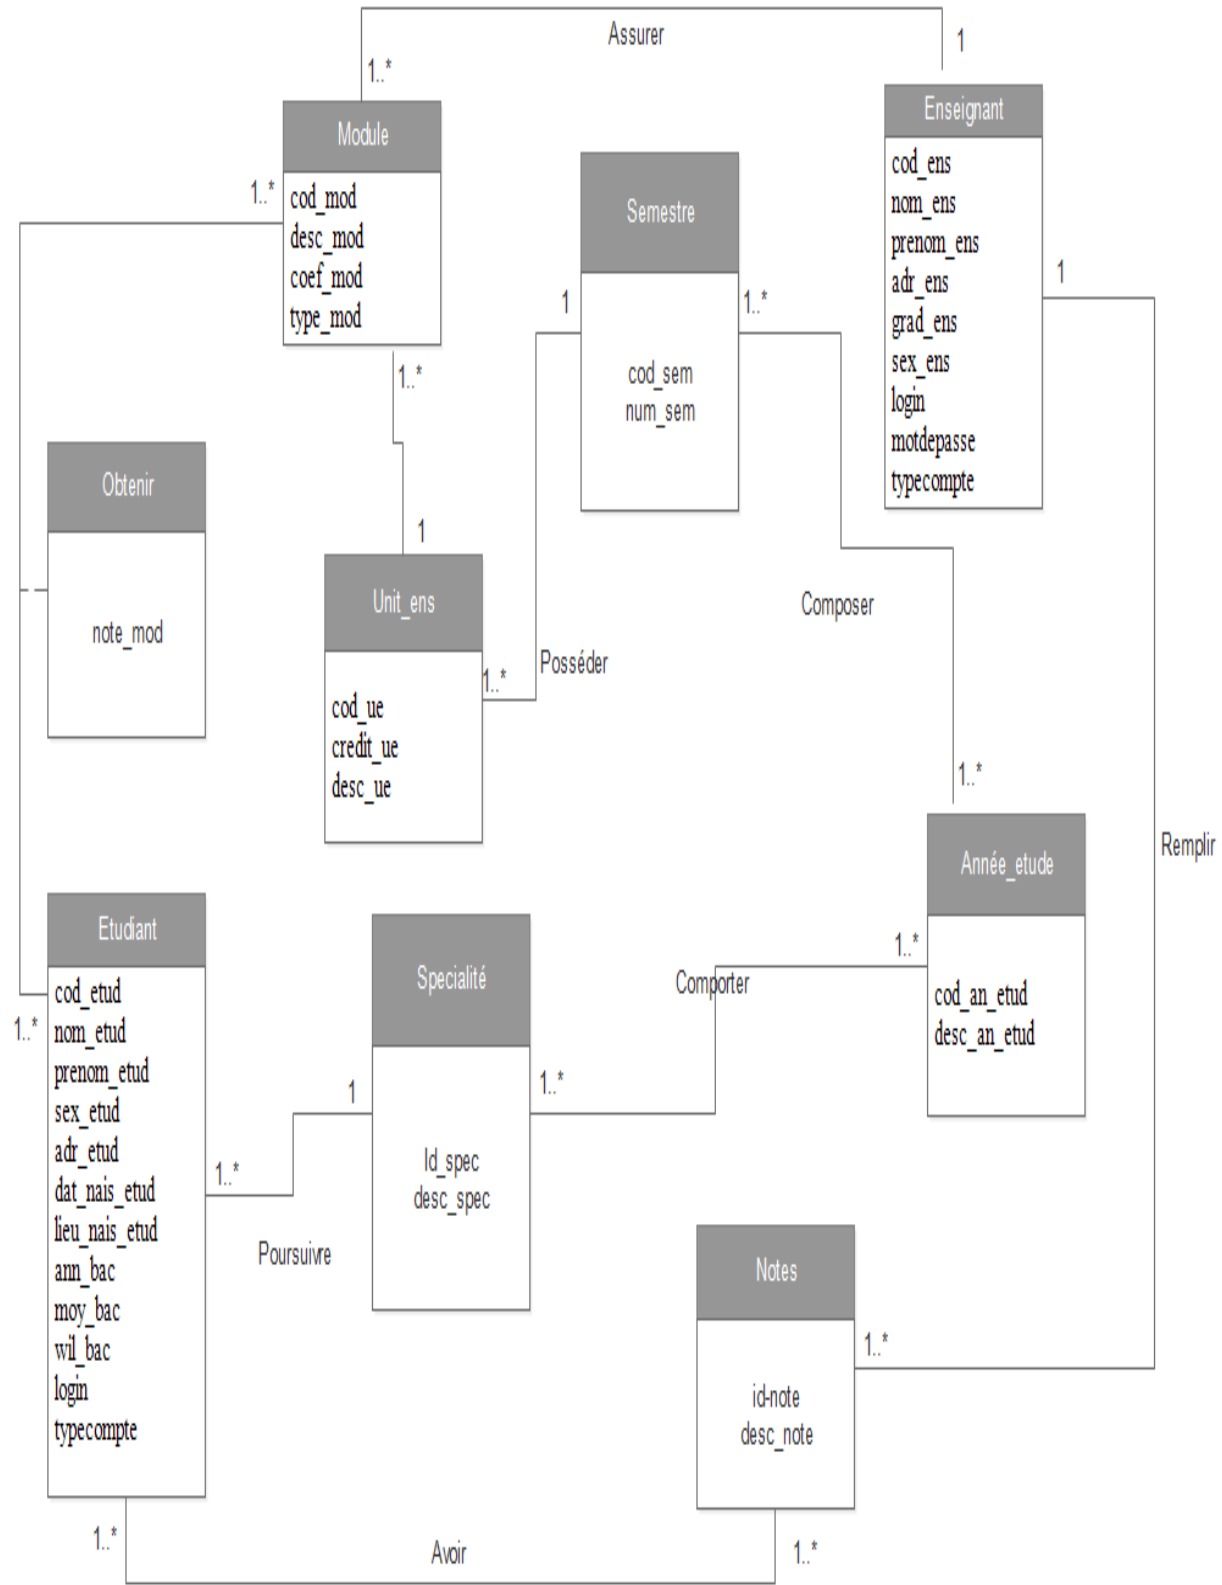 Assurer
1
1..*
Module
cod_mod
desc_mod
coef_mod
type_mod
1..*
1..*
Enseignant
cod_ens
nom_ens
prenom_ens
adr_ens
grad_ens
sex_ens
login
motdepasse
typecompte
1
Semestre
cod_sem
num_sem
1
1..*
Obtenir
note_mod
1
Unit_ens
cod_ue
credit_ue
desc_ue
1..*
Posséder
Composer
1..*
Année_etude
cod_an_etud
desc_an_etud
1..*
Remplir
Comporter
Etudiant
cod_etud
nom_etud
prenom_etud
sex_etud
adr_etud
dat_nais_etud
lieu_nais_etud
ann_bac
moy_bac
wil_bac
login
typecompte
1..*
1..*
Poursuivre
1
Specialité
Id_spec
desc_spec
1..*
Notes
id-note
desc_note
1..*
1..*
Avoir
1..*